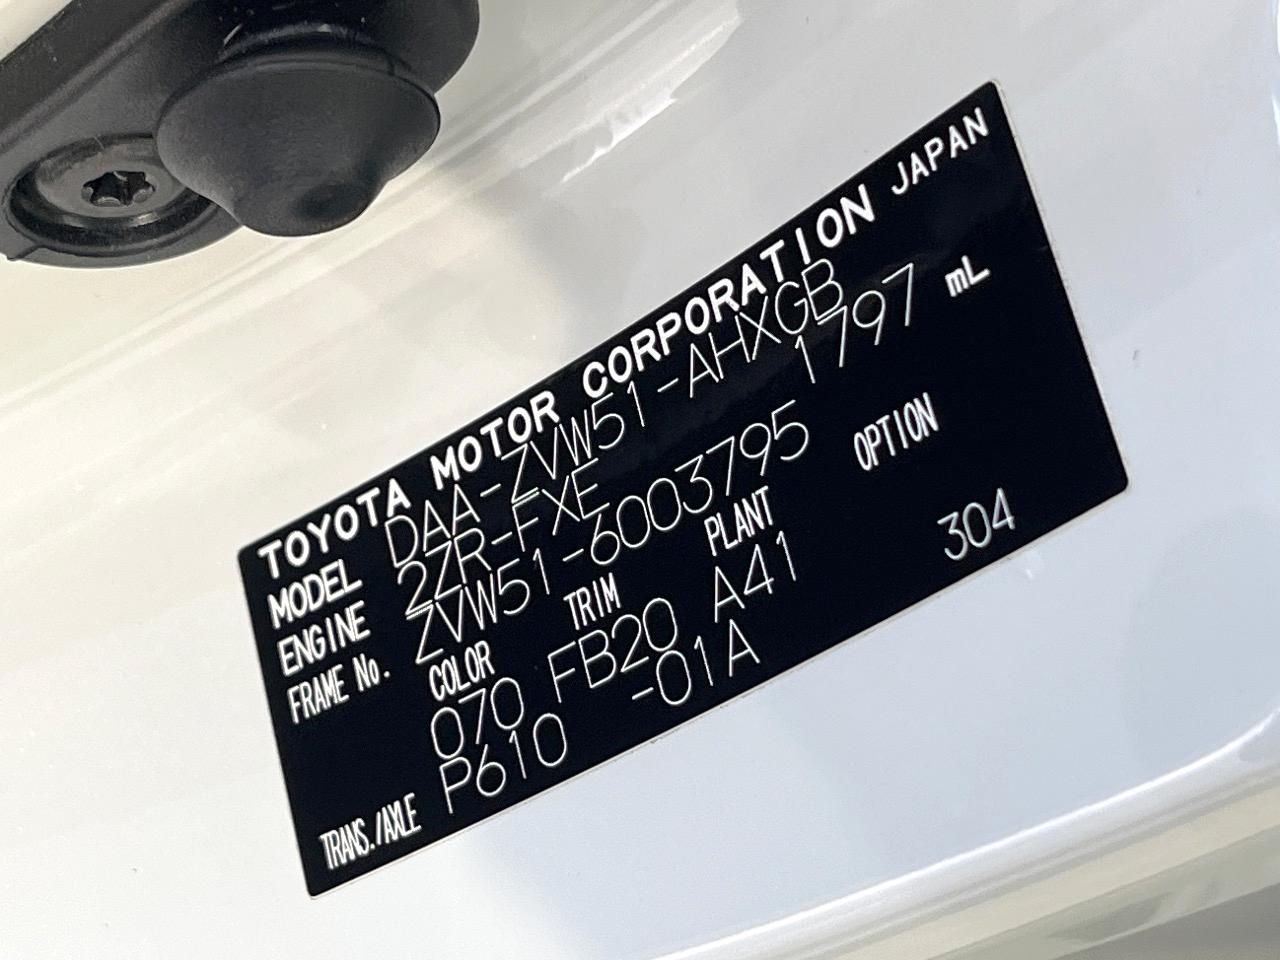 TOYOTA MOTOR CORPORATION JAPAN
MODEL DAA-ZVW51-AHXGB
ENGINE 2ZR-FXE 1797 mL
FRAME No. ZVW51-6003795
COLOR TRIM PLANT OPTION
070 FB20 A41 304
TRANS./AXLE P610 -01A